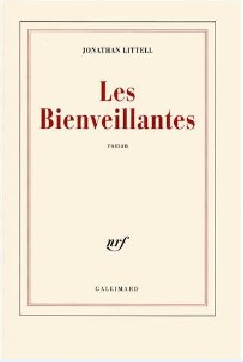 JONATHAN LITTELL
Les
Bienveillantes
roman
nrf
GALLIMARD